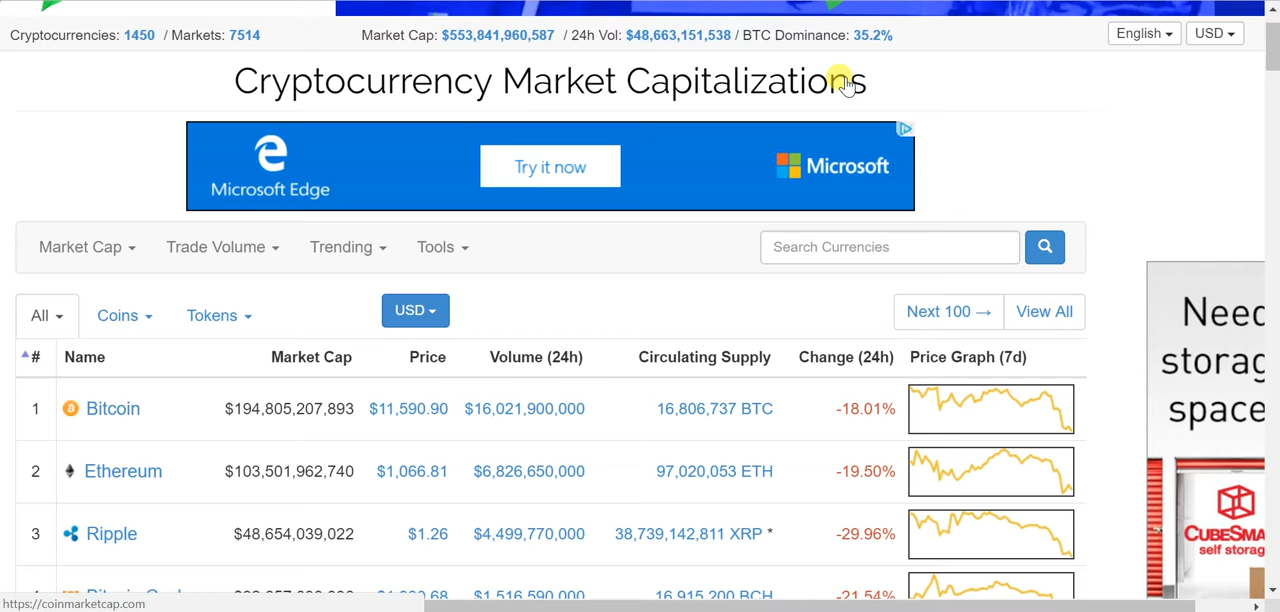 Cryptocurrencies: 1450 / Markets: 7514 Market Cap: $553,841,960,587 / 24h Vol: $48,663,151,538 / BTC Dominance: 35.2% English USD
Cryptocurrency Market Capitalizations
Microsoft Edge Try it now Microsoft
Market Cap Trade Volume Trending Tools Search Currencies
All Coins Tokens USD Next 100 → View All
# Name Market Cap Price Volume (24h) Circulating Supply Change (24h) Price Graph (7d)
1 Bitcoin $194,805,207,893 $11,590.90 $16,021,900,000 16,806,737 BTC -18.01%
2 Ethereum $103,501,962,740 $1,066.81 $6,826,650,000 97,020,053 ETH -19.50%
3 Ripple $48,654,039,022 $1.26 $4,499,770,000 38,739,142,811 XRP * -29.96%
$1,516,590,000 16,915,200 BCH -21.54%
Need
storag
space
CUBESMA
self storag
https://coinmarketcap.com